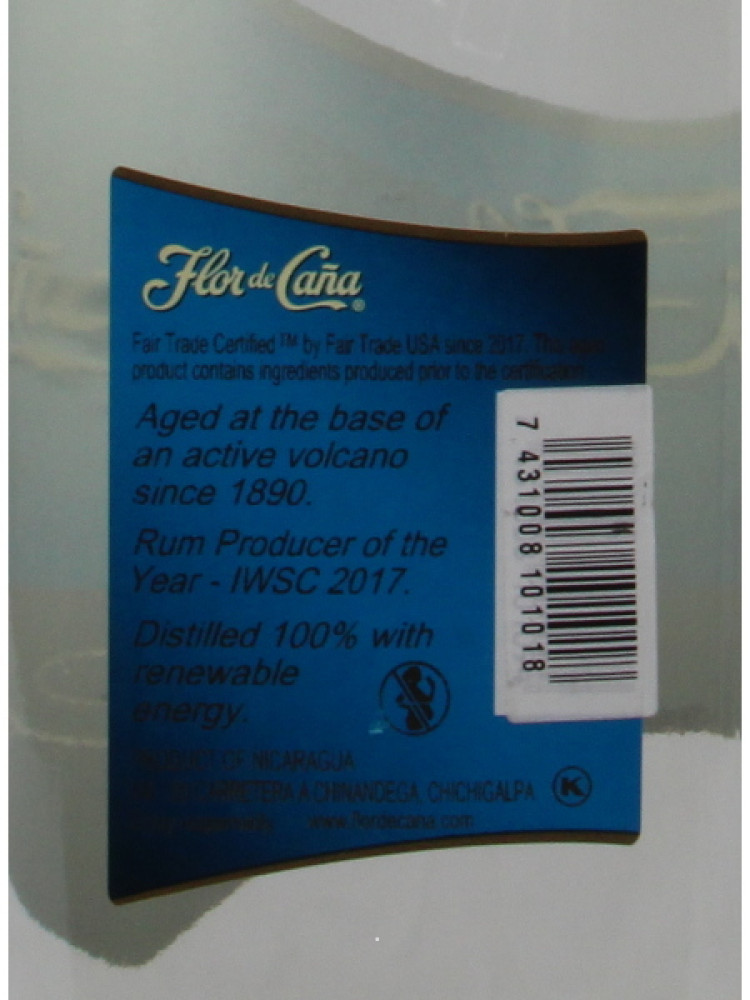 Flor de Caña®
Fair Trade Certified™ by Fair Trade USA since 2017. This
product contains ingredients produced prior to the certification.
Aged at the base of
an active volcano
since 1890.
Rum Producer of the
Year - IWSC 2017.
Distilled 100% with
renewable
energy.
PRODUCT OF NICARAGUA
CARRETERA A CHINANDEGA, CHICHIGALPA
K
www.flordecana.com
7 431008 101018